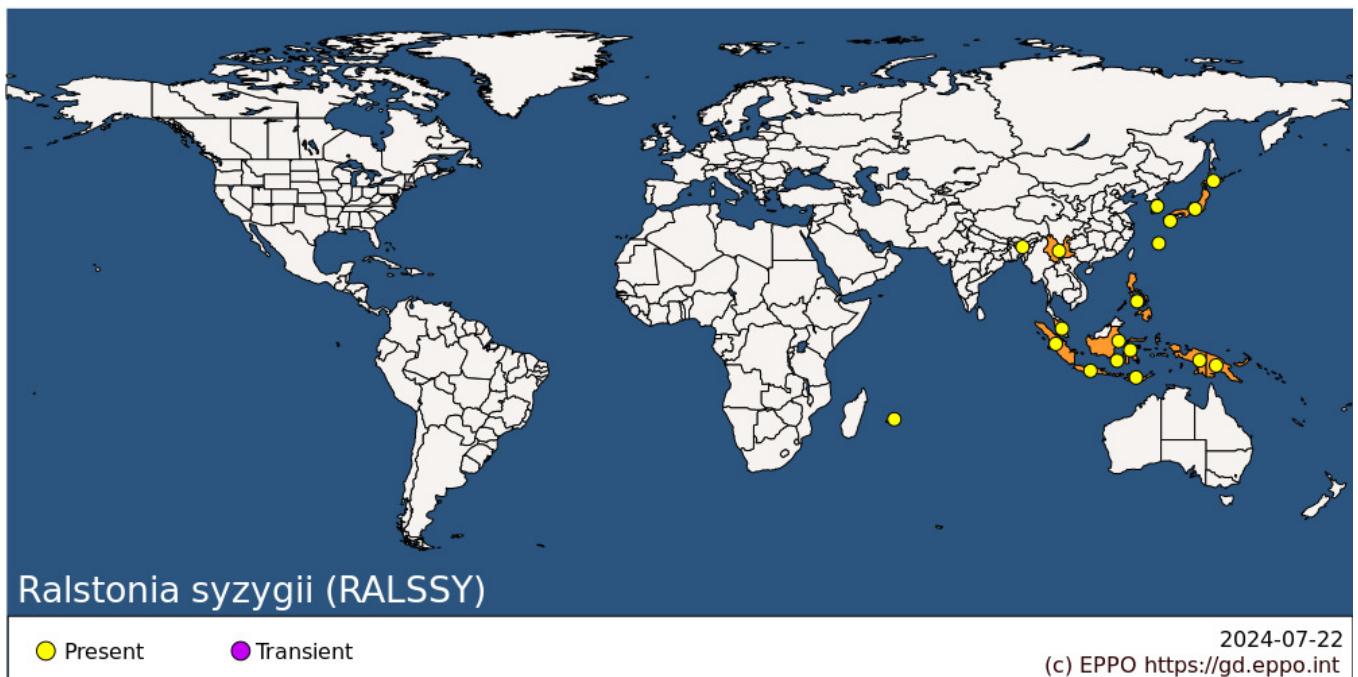 Ralstonia syzygii (RALSSY)
Present
Transient
2024-07-22
(c) EPPO https://gd.eppo.int